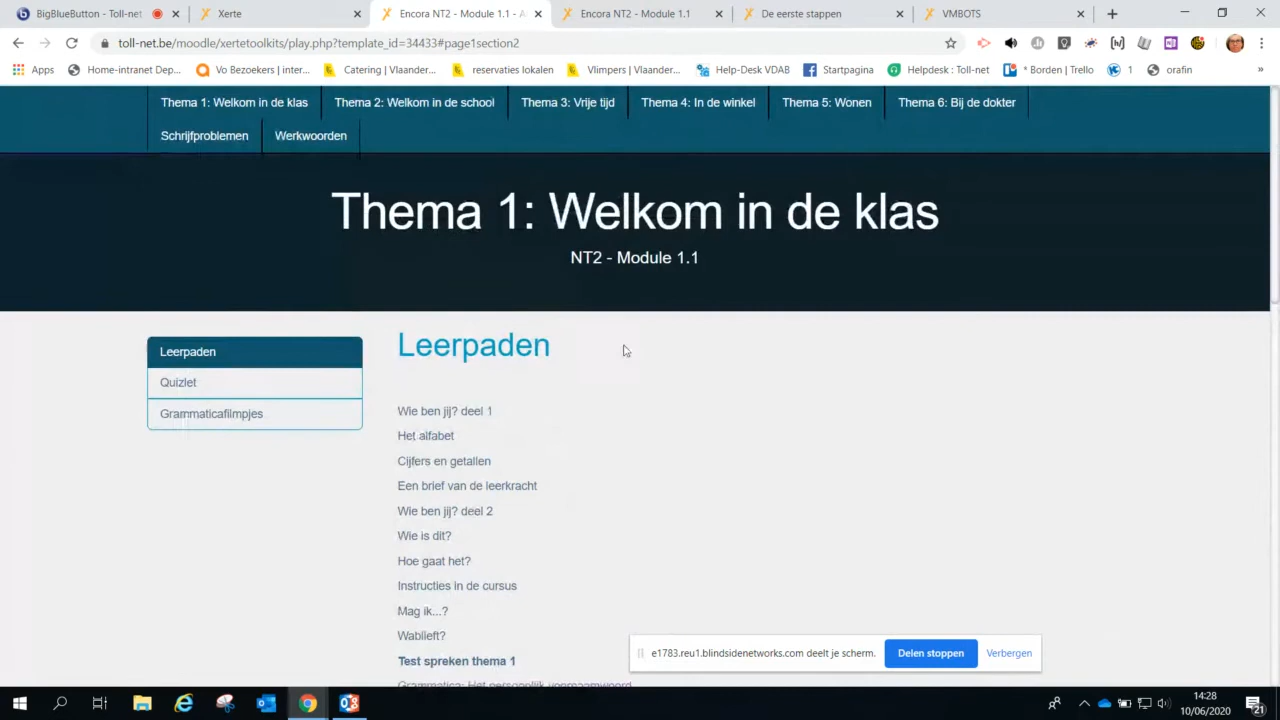 BigBlueButton - Toll-net
Xerte
Encora NT2 - Module 1.1 - A
Encora NT2 - Module 1.1
De eerste stappen
VMBOTS
toll-net.be/moodle/xertetoolkits/play.php?template_id=34433#page1section2
Apps
Home-intranet Dep...
Vo Bezoekers | inter...
Catering | Vlaander...
reservaties lokalen
Vlimpers | Vlaander...
Help-Desk VDAB
Startpagina
Helpdesk : Toll-net
* Borden | Trello
1
orafin
»
Thema 1: Welkom in de klas
Thema 2: Welkom in de school
Thema 3: Vrije tijd
Thema 4: In de winkel
Thema 5: Wonen
Thema 6: Bij de dokter
Schrijfproblemen
Werkwoorden
Thema 1: Welkom in de klas
NT2 - Module 1.1
Leerpaden
Quizlet
Grammaticafilmpjes
Leerpaden
Wie ben jij? deel 1
Het alfabet
Cijfers en getallen
Een brief van de leerkracht
Wie ben jij? deel 2
Wie is dit?
Hoe gaat het?
Instructies in de cursus
Mag ik...?
Wablieft?
Test spreken thema 1
Grammatica: Het persoonlijk voornaamwoord
e1783.reu1.blindsidenetworks.com deelt je scherm.
Delen stoppen
Verbergen
14:28
10/06/2020
21